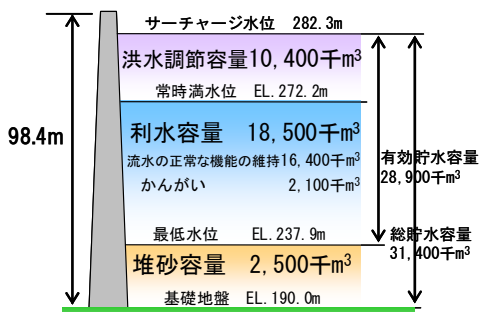 サーチャージ水位 282.3m
洪水調節容量10,400千m³
常時満水位 EL.272.2m
98.4m
利水容量 18,500千m³
流水の正常な機能の維持16,400千m³
かんがい 2,100千m³
有効貯水容量
28,900千m³
最低水位 EL.237.9m
総貯水容量
31,400千m³
堆砂容量 2,500千m³
基礎地盤 EL.190.0m